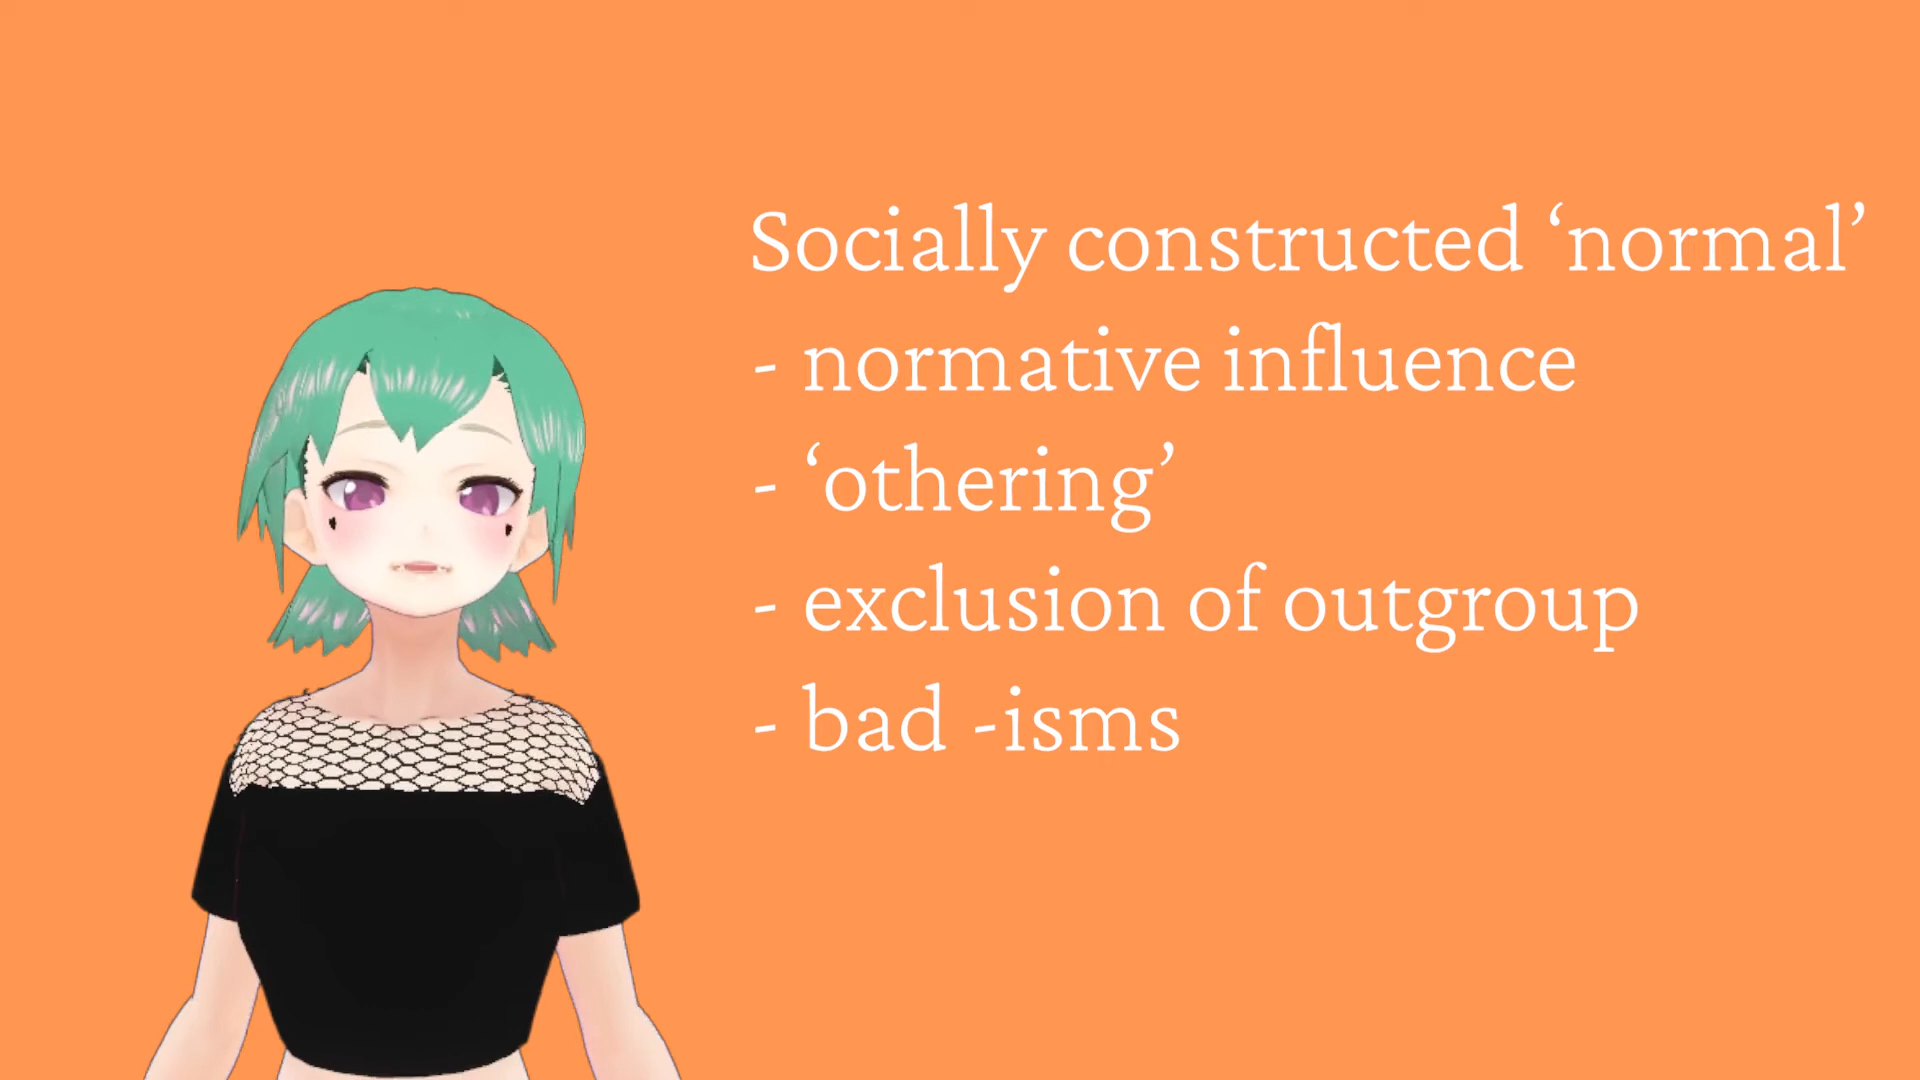 Socially constructed ‘normal’
- normative influence
- ‘othering’
- exclusion of outgroup
- bad -isms